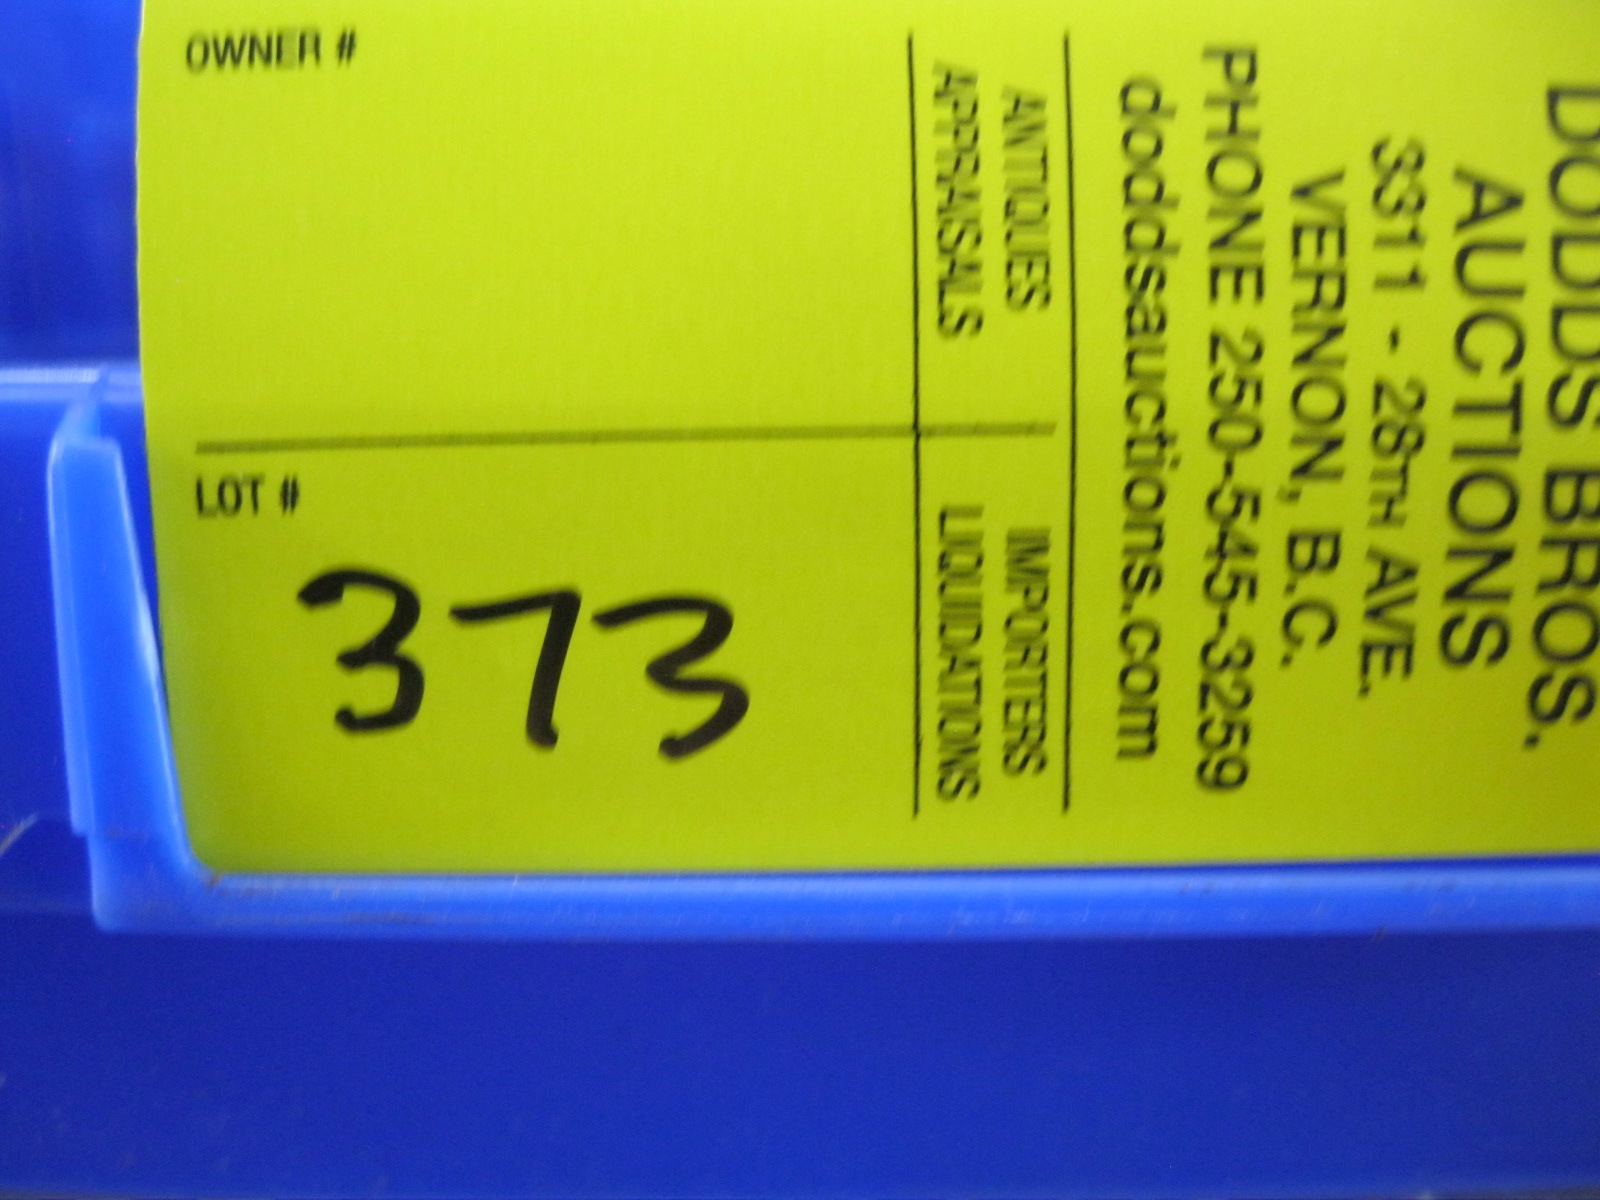 DODDS BROS.
AUCTIONS
3311 - 28TH AVE.
VERNON, B.C.
PHONE 250-545-3259
doddsauctions.com
ANTIQUES IMPORTERS
APPRAISALS LIQUIDATIONS
OWNER #
LOT #
373